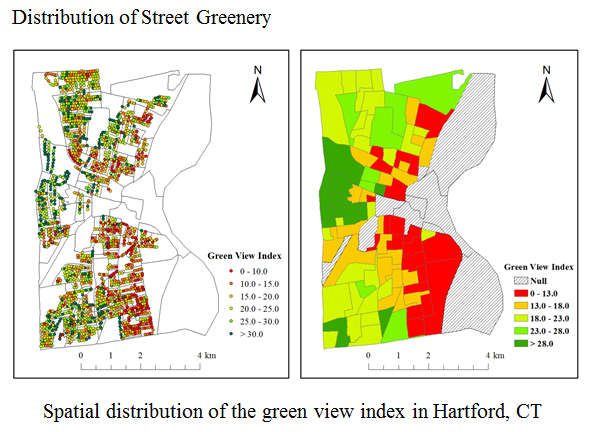 Distribution of Street Greenery
N
Green View Index
0 - 10.0
10.0 - 15.0
15.0 - 20.0
20.0 - 25.0
25.0 - 30.0
> 30.0
0 1 2 4 km
N
Green View Index
Null
0 - 13.0
13.0 - 18.0
18.0 - 23.0
23.0 - 28.0
> 28.0
0 1 2 4 km
Spatial distribution of the green view index in Hartford, CT